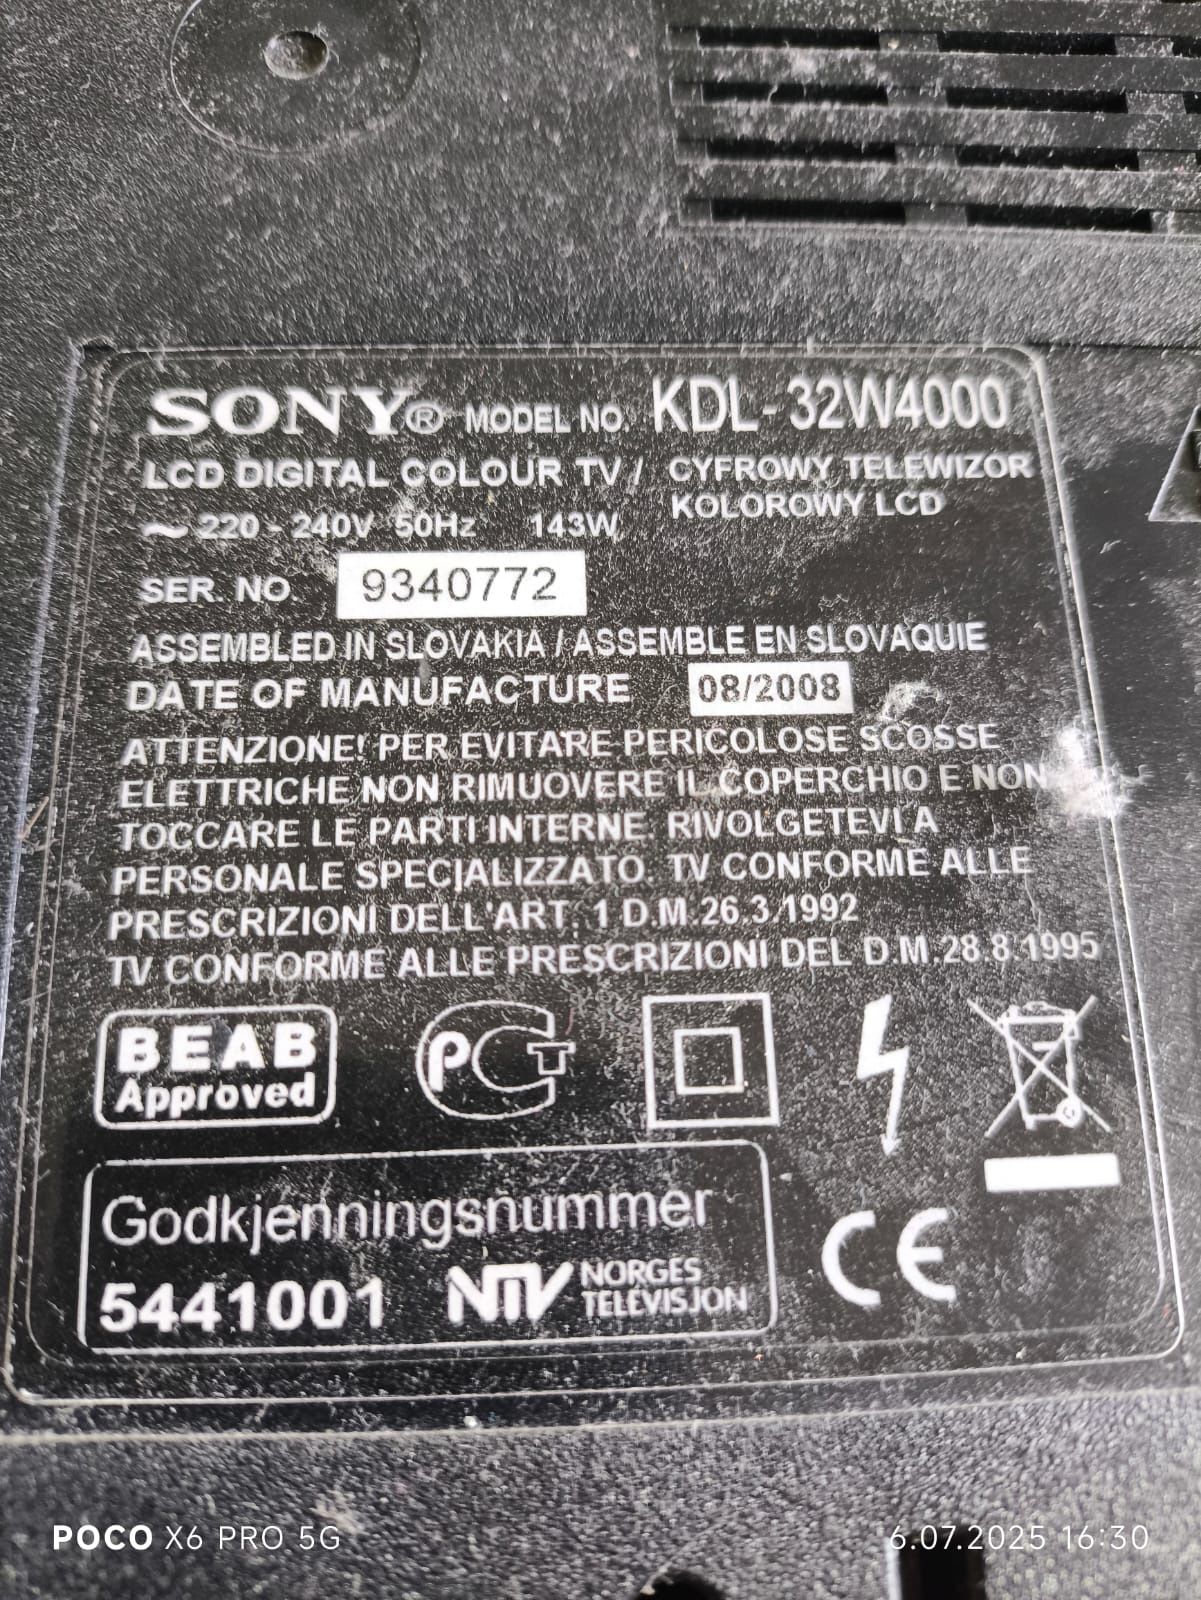 SONY® MODEL NO. KDL-32W4000
LCD DIGITAL COLOUR TV / CYFROWY TELEWIZOR
KOLOROWY LCD
~ 220 - 240V 50Hz 143W
SER. NO. 9340772
ASSEMBLED IN SLOVAKIA / ASSEMBLE EN SLOVAQUIE
DATE OF MANUFACTURE 08/2008
ATTENZIONE! PER EVITARE PERICOLOSE SCOSSE
ELETTRICHE NON RIMUOVERE IL COPERCHIO E NON
TOCCARE LE PARTI INTERNE. RIVOLGETEVI A
PERSONALE SPECIALIZZATO. TV CONFORME ALLE
PRESCRIZIONI DELL'ART. 1 D.M.26.3.1992
TV CONFORME ALLE PRESCRIZIONI DEL D.M.28.8.1995
BEAB
Approved
PCT
Godkjenningsnummer
5441001 NTV NORGES
TELEVISJON
CE
POCO X6 PRO 5G 6.07.2025 16:30